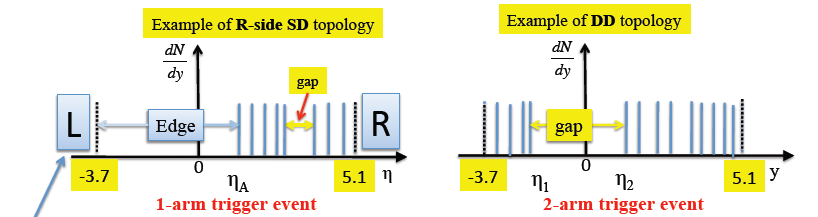 Example of R-side SD topology
dN
dy
gap
L
Edge
R
-3.7
0
ηA
5.1
η
1-arm trigger event
Example of DD topology
dN
dy
gap
-3.7
η1
0
η2
5.1
y
2-arm trigger event